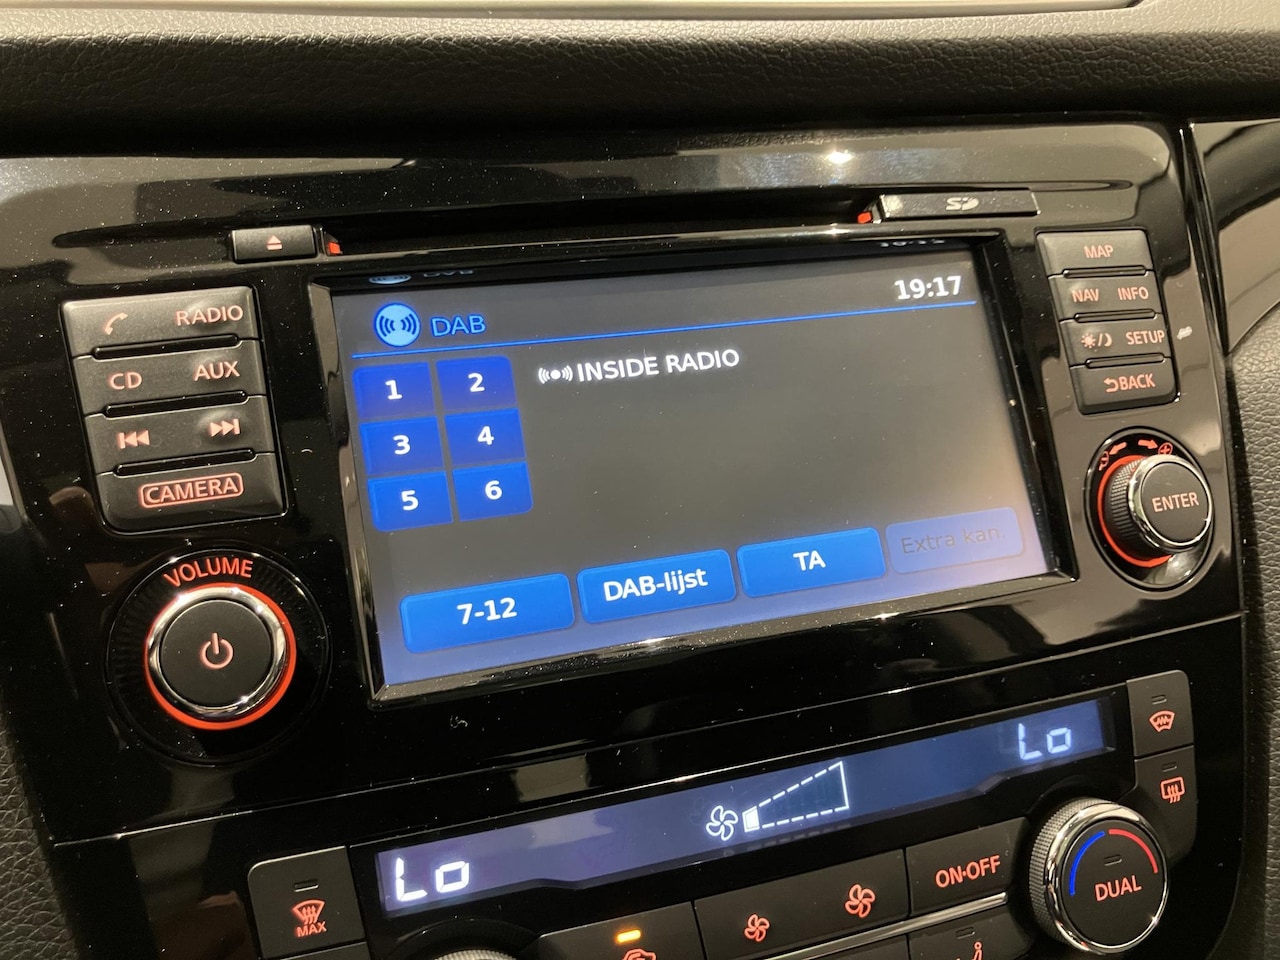 SD
RADIO
CD AUX
CAMERA
VOLUME
DAB
19:17
1 2
3 4
5 6
INSIDE RADIO
7-12
DAB-lijst
TA
Extra kan.
MAP
NAV INFO
SETUP
BACK
ENTER
Lo
Lo
MAX
ON·OFF
DUAL